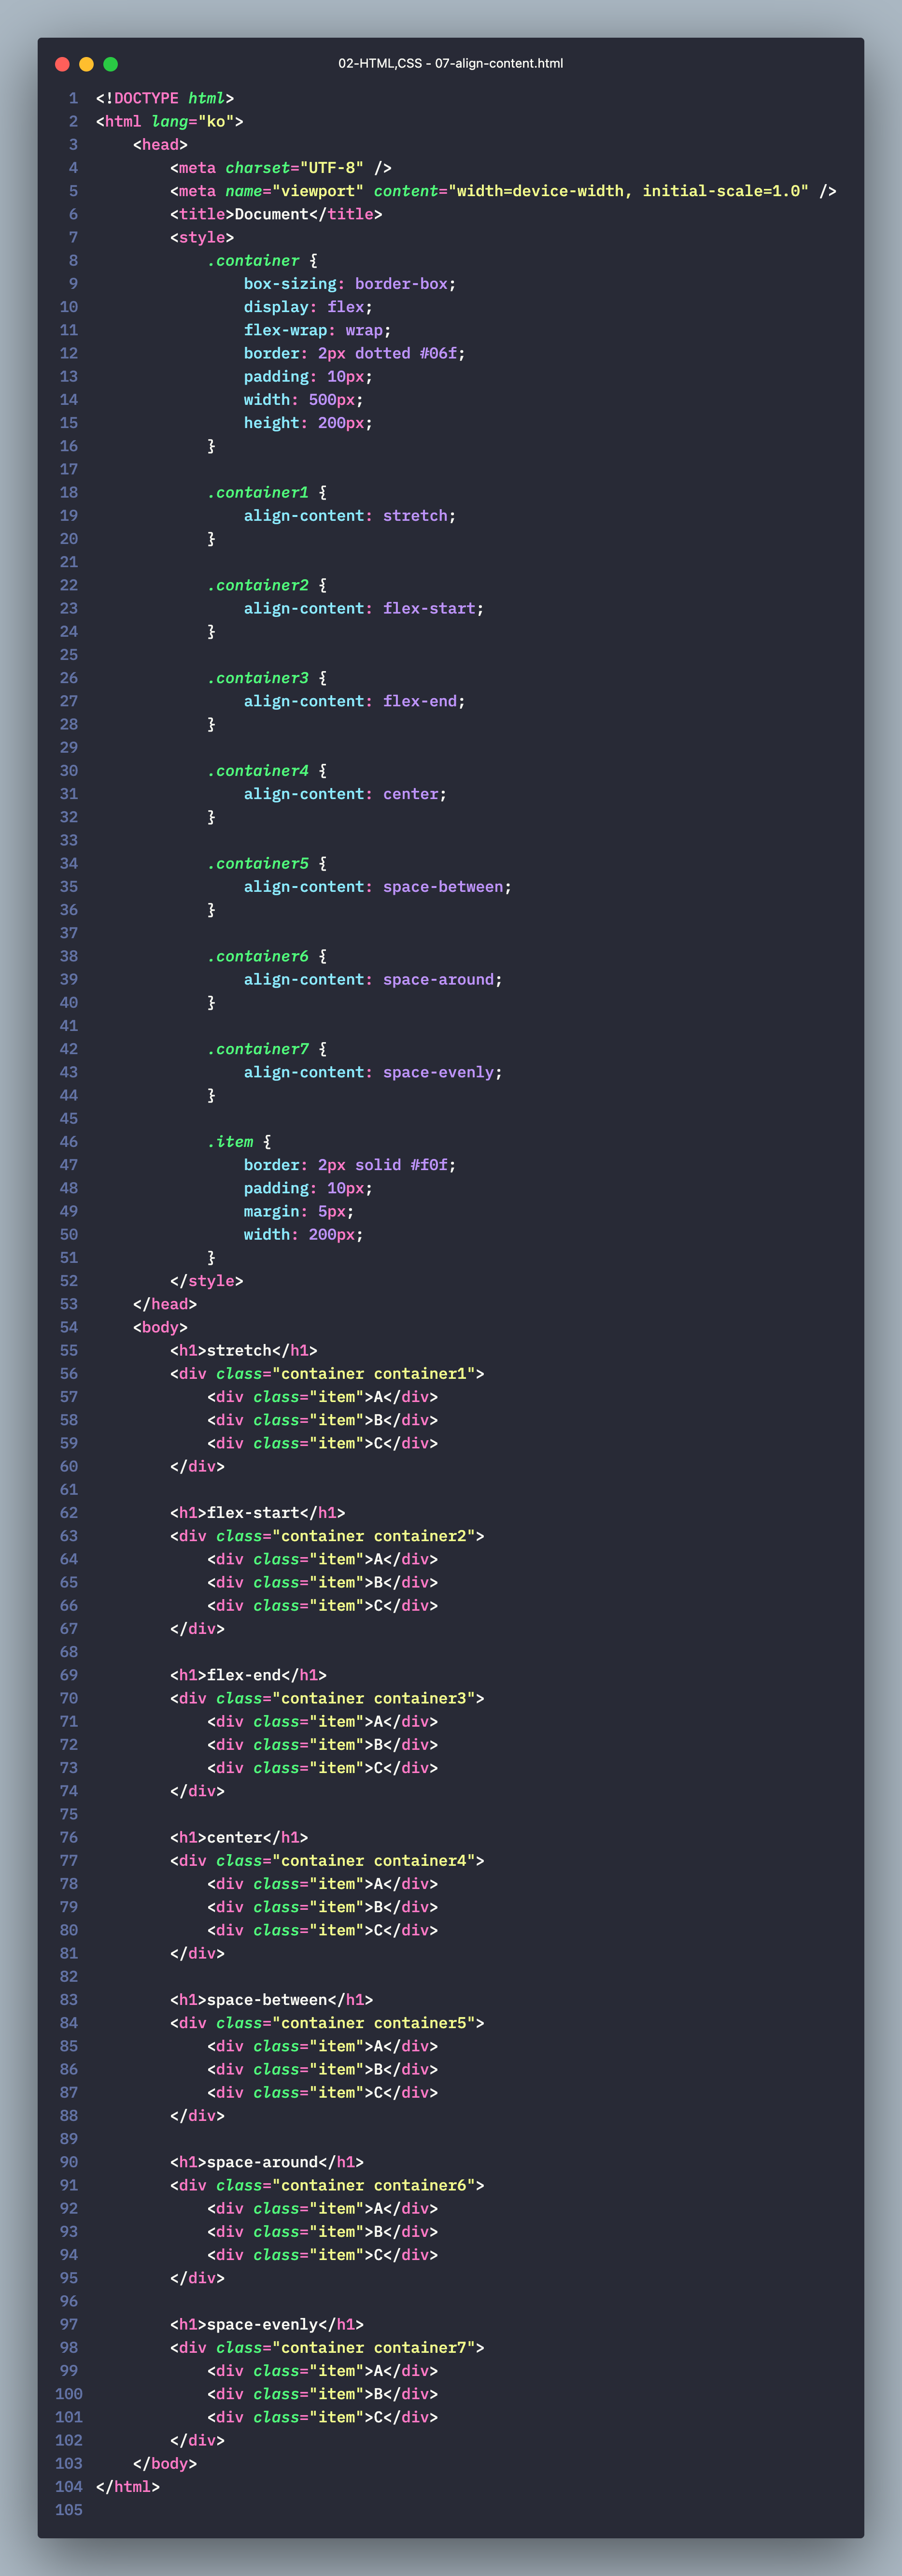 02-HTML,CSS - 07-align-content.html
1 <!DOCTYPE html>
2 <html lang="ko">
3     <head>
4         <meta charset="UTF-8" />
5         <meta name="viewport" content="width=device-width, initial-scale=1.0" />
6         <title>Document</title>
7         <style>
8             .container {
9                 box-sizing: border-box;
10                 display: flex;
11                 flex-wrap: wrap;
12                 border: 2px dotted #06f;
13                 padding: 10px;
14                 width: 500px;
15                 height: 200px;
16             }
17
18             .container1 {
19                 align-content: stretch;
20             }
21
22             .container2 {
23                 align-content: flex-start;
24             }
25
26             .container3 {
27                 align-content: flex-end;
28             }
29
30             .container4 {
31                 align-content: center;
32             }
33
34             .container5 {
35                 align-content: space-between;
36             }
37
38             .container6 {
39                 align-content: space-around;
40             }
41
42             .container7 {
43                 align-content: space-evenly;
44             }
45
46             .item {
47                 border: 2px solid #f0f;
48                 padding: 10px;
49                 margin: 5px;
50                 width: 200px;
51             }
52         </style>
53     </head>
54     <body>
55         <h1>stretch</h1>
56         <div class="container container1">
57             <div class="item">A</div>
58             <div class="item">B</div>
59             <div class="item">C</div>
60         </div>
61
62         <h1>flex-start</h1>
63         <div class="container container2">
64             <div class="item">A</div>
65             <div class="item">B</div>
66             <div class="item">C</div>
67         </div>
68
69         <h1>flex-end</h1>
70         <div class="container container3">
71             <div class="item">A</div>
72             <div class="item">B</div>
73             <div class="item">C</div>
74         </div>
75
76         <h1>center</h1>
77         <div class="container container4">
78             <div class="item">A</div>
79             <div class="item">B</div>
80             <div class="item">C</div>
81         </div>
82
83         <h1>space-between</h1>
84         <div class="container container5">
85             <div class="item">A</div>
86             <div class="item">B</div>
87             <div class="item">C</div>
88         </div>
89
90         <h1>space-around</h1>
91         <div class="container container6">
92             <div class="item">A</div>
93             <div class="item">B</div>
94             <div class="item">C</div>
95         </div>
96
97         <h1>space-evenly</h1>
98         <div class="container container7">
99             <div class="item">A</div>
100             <div class="item">B</div>
101             <div class="item">C</div>
102         </div>
103     </body>
104 </html>
105